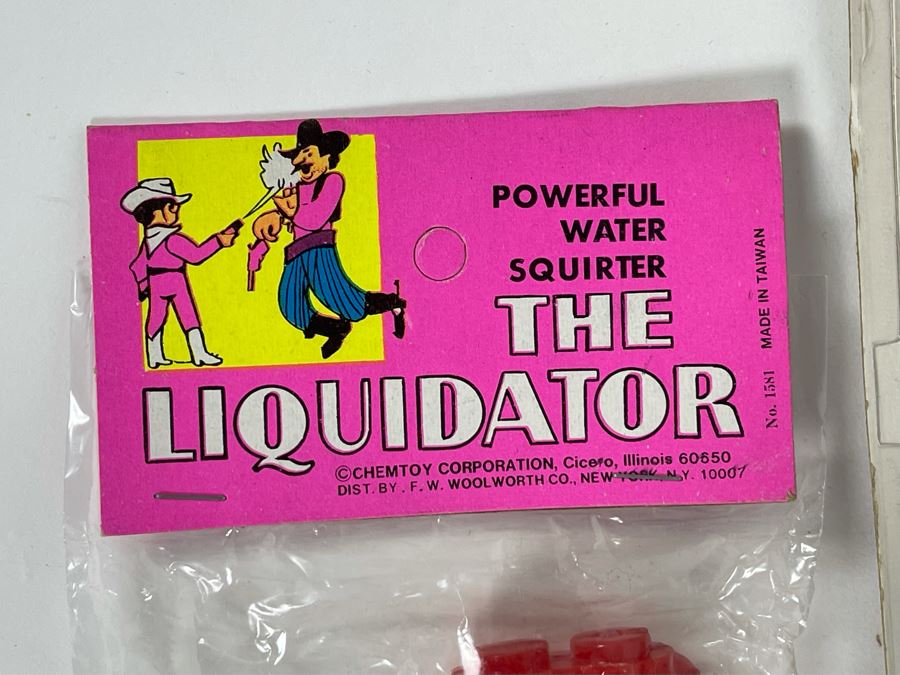 POWERFUL
WATER
SQUIRTER
THE
LIQUIDATOR
©CHEMTOY CORPORATION, Cicero, Illinois 60650
DIST. BY . F. W. WOOLWORTH CO., NEW YORK, N.Y. 10007
No. 1581 MADE IN TAIWAN